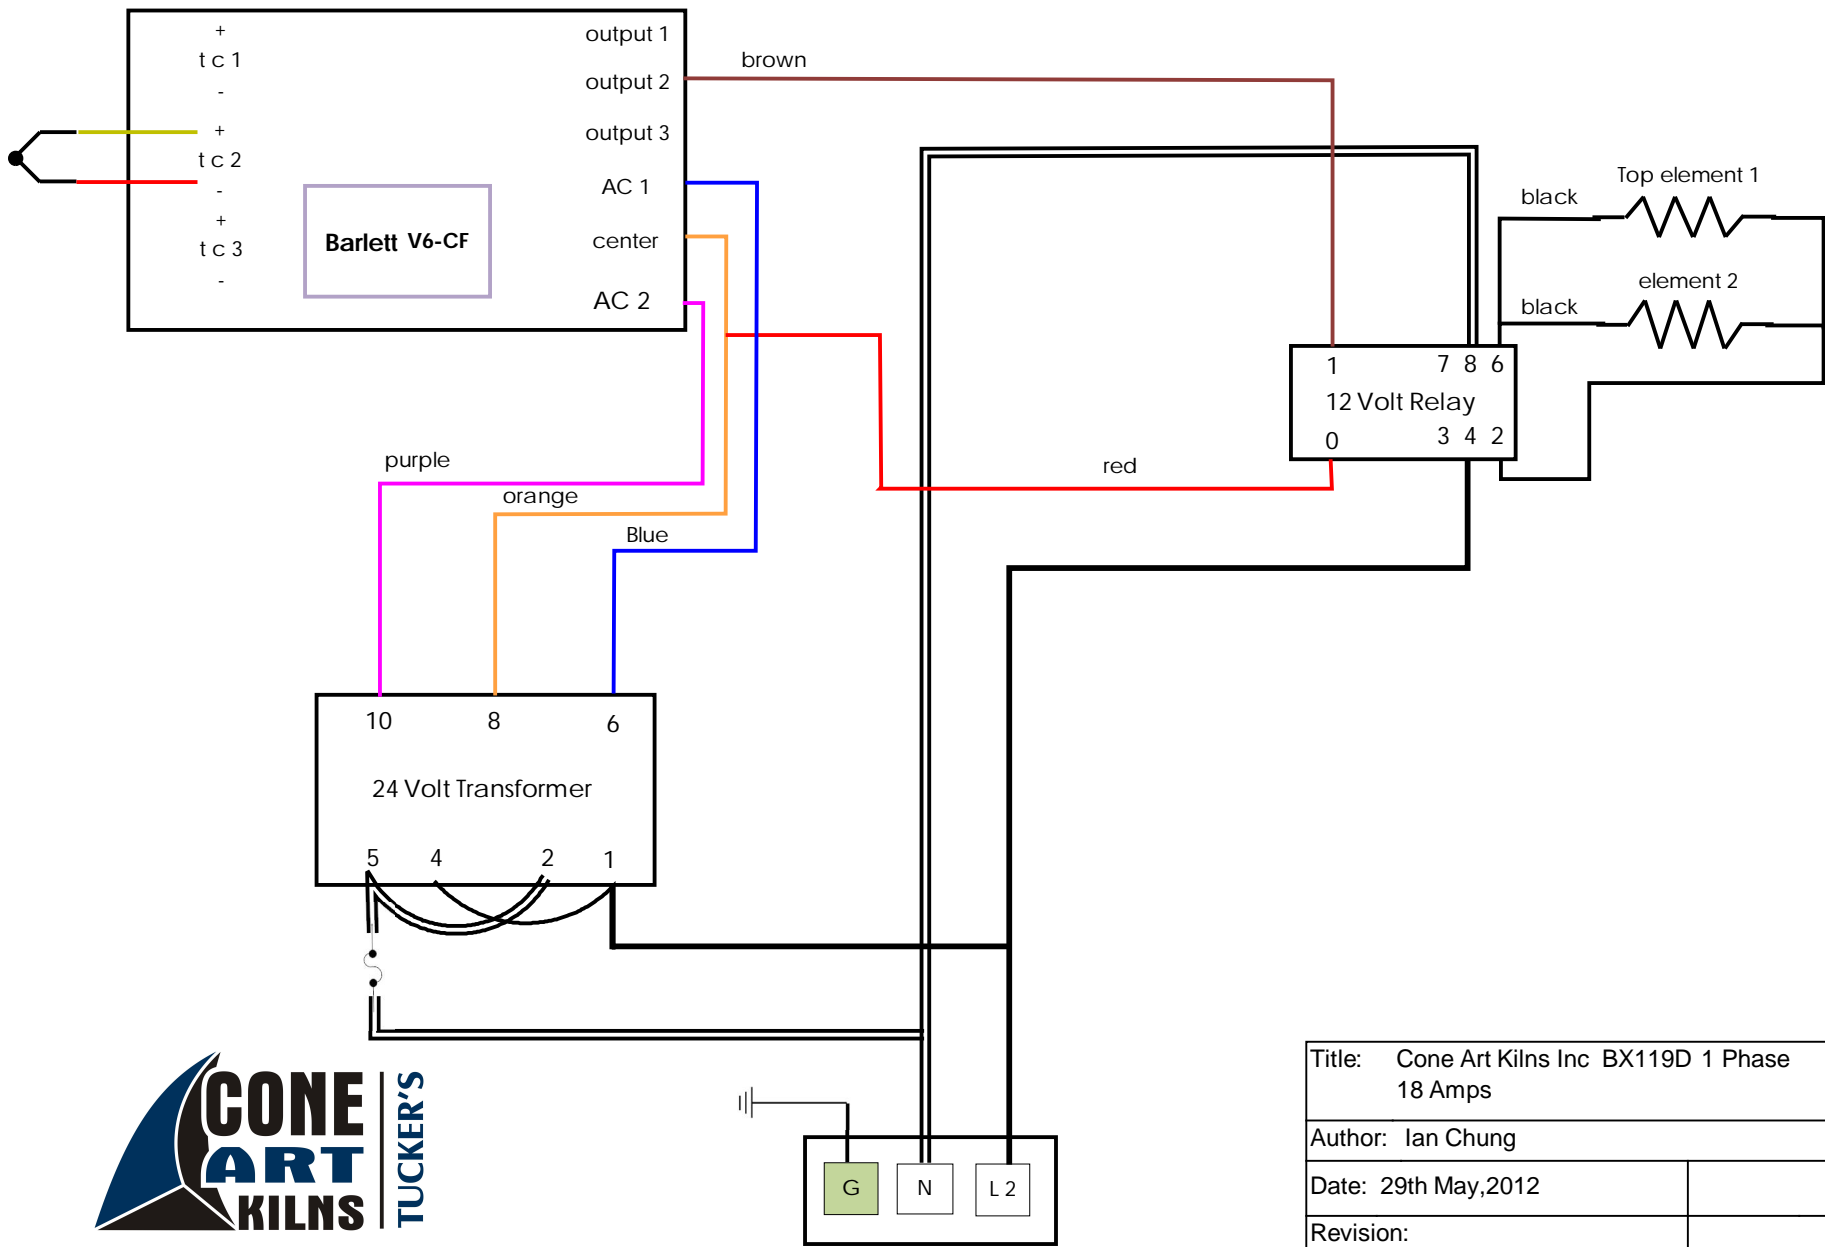 +
t c 1
-
+
t c 2
-
+
t c 3
-
Barlett V6-CF
output 1
output 2
output 3
AC 1
center
AC 2
brown
black
Top element 1
black
element 2
1 7 8 6
12 Volt Relay
0 3 4 2
red
purple
orange
Blue
10 8 6
24 Volt Transformer
5 4 2 1
G N L 2
CONE
ART
KILNS
TUCKER'S
Title: Cone Art Kilns Inc BX119D 1 Phase
18 Amps
Author: Ian Chung
Date: 29th May,2012
Revision: